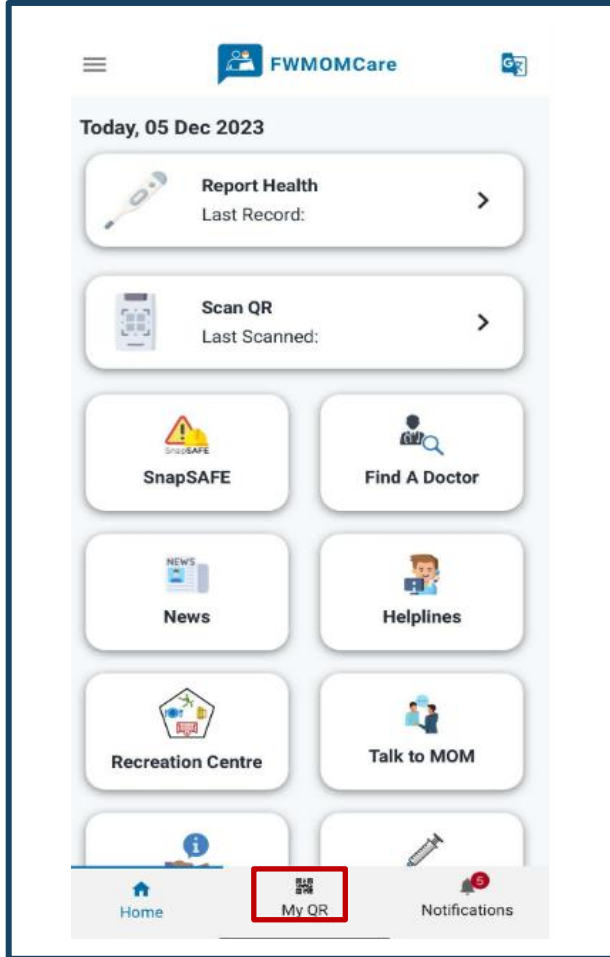 FWMOMCare
Today, 05 Dec 2023
Report Health
Last Record:
Scan QR
Last Scanned:
SnapSAFE
SnapSAFE
Find A Doctor
NEWS
News
Helplines
Recreation Centre
Talk to MOM
Home
My QR
5
Notifications